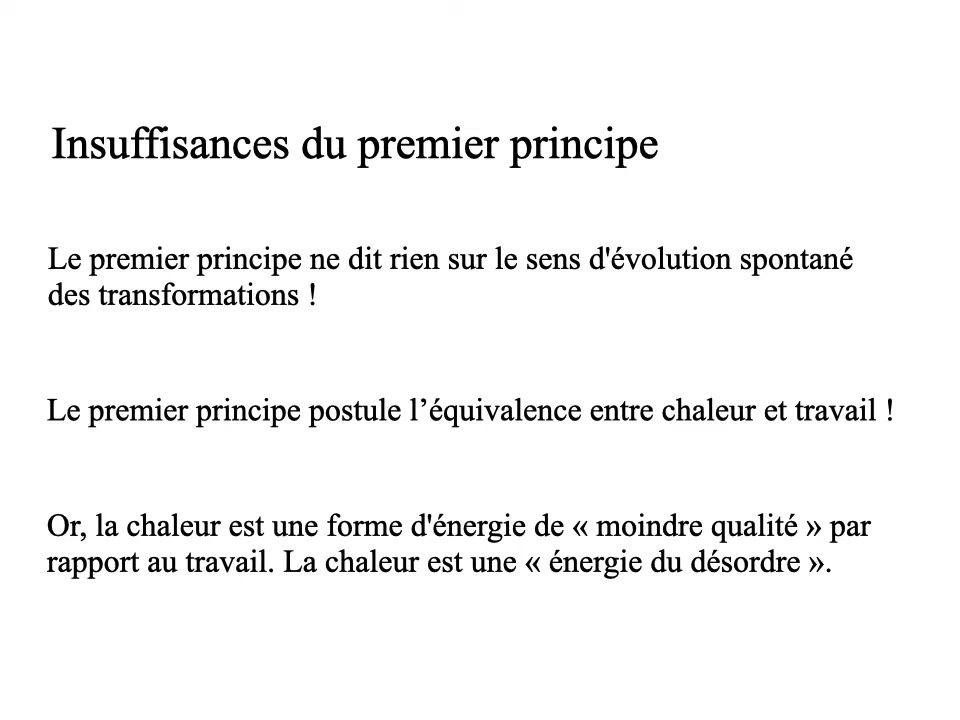 Insuffisances du premier principe
Le premier principe ne dit rien sur le sens d'évolution spontané
des transformations !
Le premier principe postule l’équivalence entre chaleur et travail !
Or, la chaleur est une forme d'énergie de « moindre qualité » par
rapport au travail. La chaleur est une « énergie du désordre ».